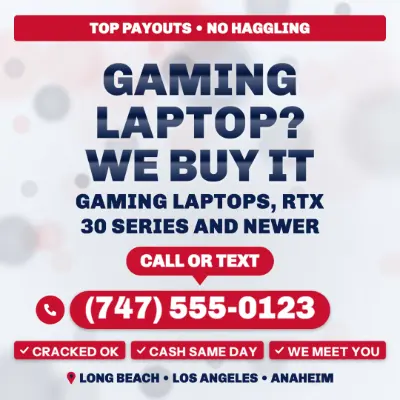 TOP PAYOUTS • NO HAGGLING
GAMING
LAPTOP?
WE BUY IT
GAMING LAPTOPS, RTX
30 SERIES AND NEWER
CALL OR TEXT
(747) 555-0123
✓ CRACKED OK ✓ CASH SAME DAY ✓ WE MEET YOU
LONG BEACH • LOS ANGELES • ANAHEIM